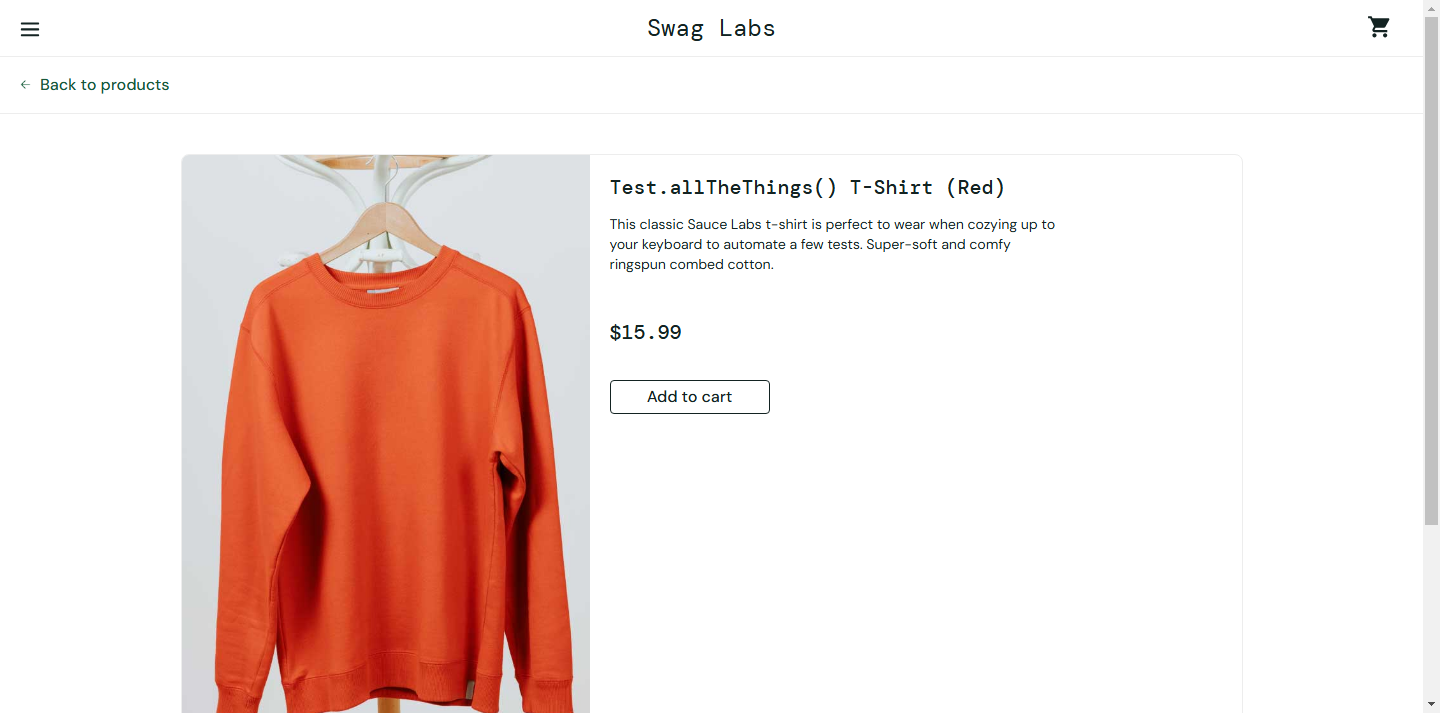 Swag Labs
Back to products
Test.allTheThings() T-Shirt (Red)
This classic Sauce Labs t-shirt is perfect to wear when cozying up to
your keyboard to automate a few tests. Super-soft and comfy
ringspun combed cotton.
$15.99
Add to cart